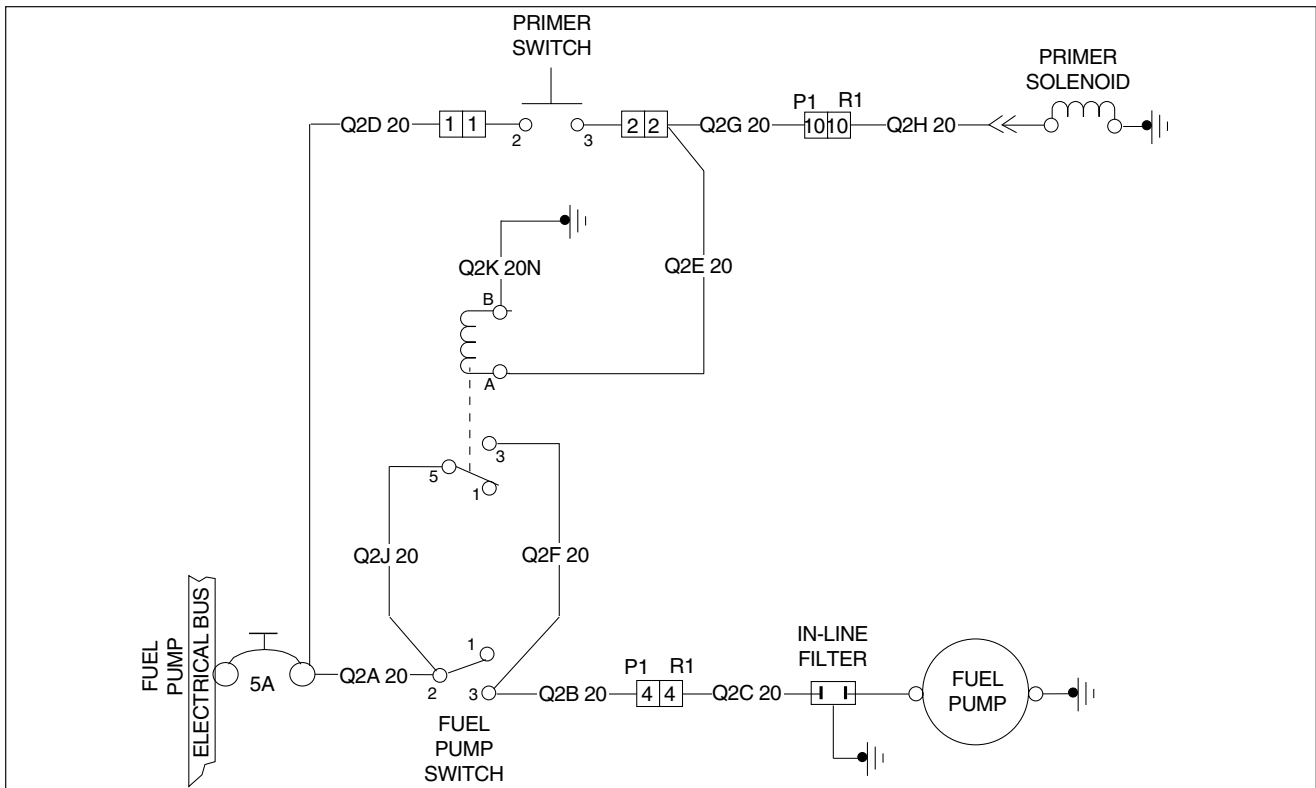 PRIMER
SWITCH
PRIMER
SOLENOID
P1 R1
Q2D 20
1 1
2
3
2 2
Q2G 20
10 10
Q2H 20
Q2K 20N
Q2E 20
B
A
3
5
1
Q2J 20
Q2F 20
FUEL
PUMP
ELECTRICAL BUS
5A
Q2A 20
1
2
3
FUEL
PUMP
SWITCH
Q2B 20
P1 R1
4 4
Q2C 20
IN-LINE
FILTER
FUEL
PUMP